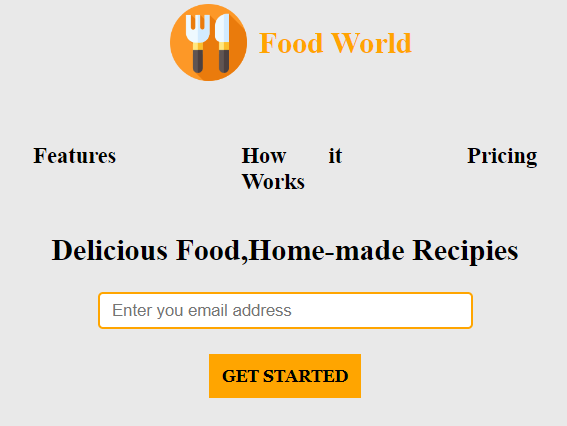 Food World
Features
How it
Works
Pricing
Delicious Food,Home-made Recipies
Enter you email address
GET STARTED